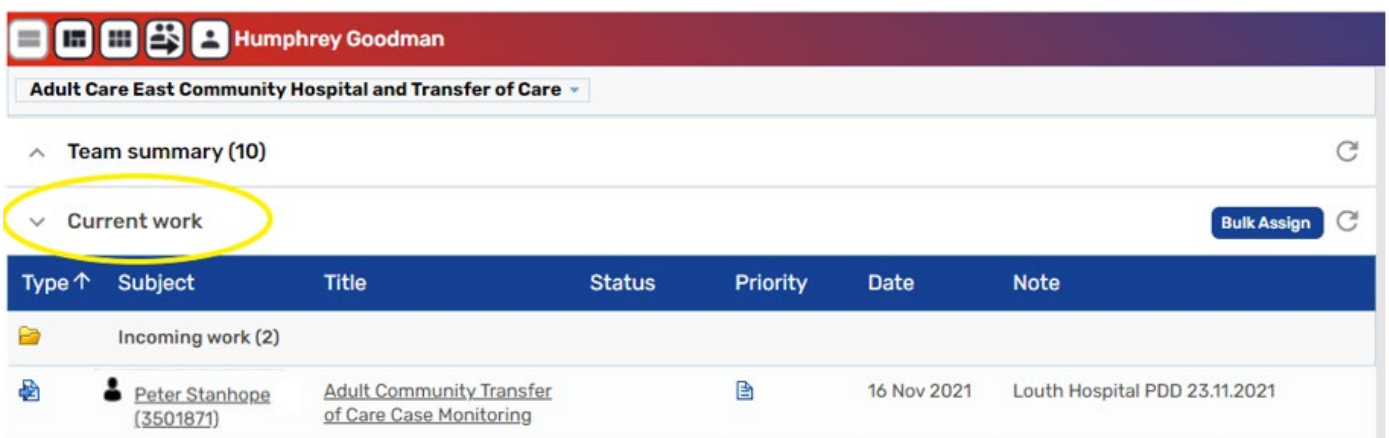 Humphrey Goodman
Adult Care East Community Hospital and Transfer of Care
Team summary (10)
Current work
Bulk Assign
Type Subject Title Status Priority Date Note
Incoming work (2)
Peter Stanhope Adult Community Transfer 16 Nov 2021 Louth Hospital PDD 23.11.2021
(3501871) of Care Case Monitoring